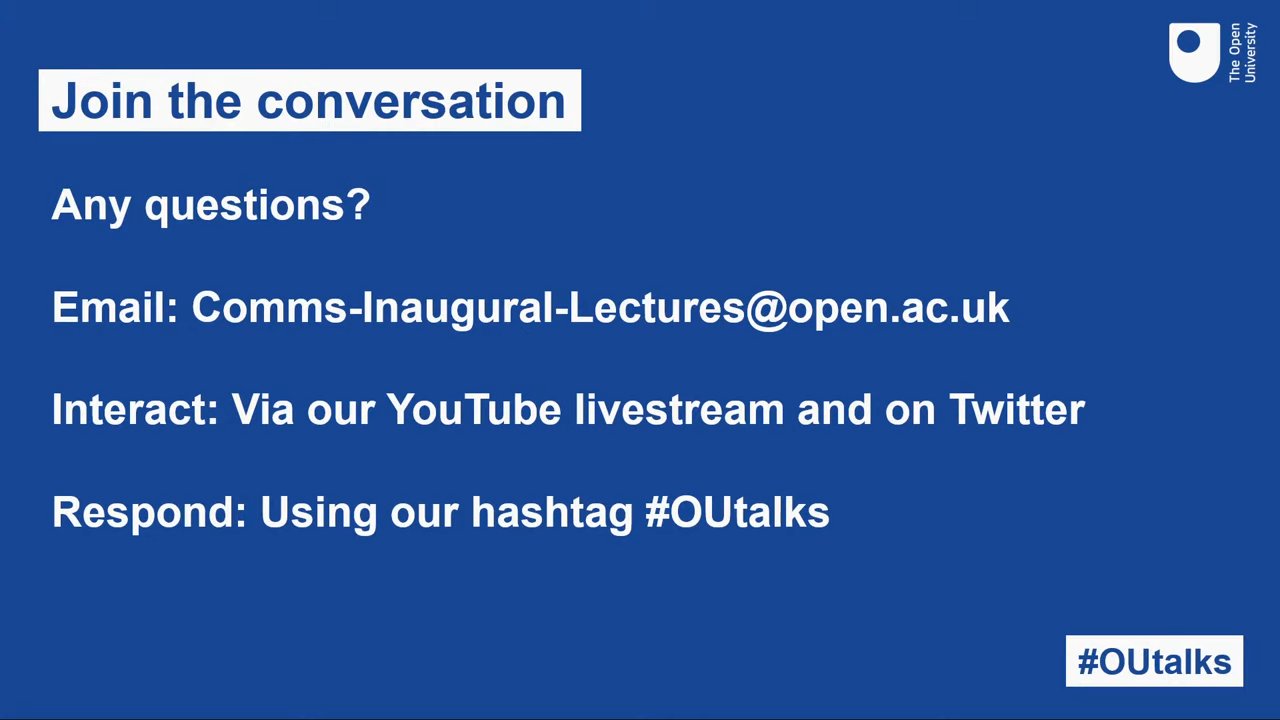 The Open
University
Join the conversation
Any questions?
Email: Comms-Inaugural-Lectures@open.ac.uk
Interact: Via our YouTube livestream and on Twitter
Respond: Using our hashtag #OUtalks
#OUtalks